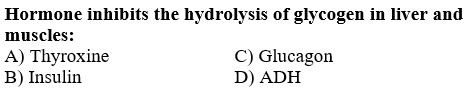 Hormone inhibits the hydrolysis of glycogen in liver and
muscles:
A) Thyroxine C) Glucagon
B) Insulin D) ADH